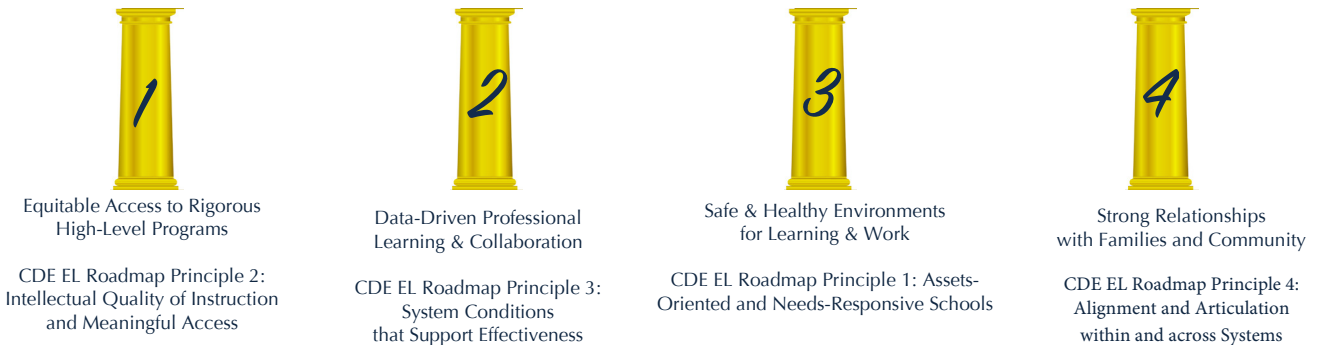 1
Equitable Access to Rigorous
High-Level Programs
CDE EL Roadmap Principle 2:
Intellectual Quality of Instruction
and Meaningful Access
2
Data-Driven Professional
Learning & Collaboration
CDE EL Roadmap Principle 3:
System Conditions
that Support Effectiveness
3
Safe & Healthy Environments
for Learning & Work
CDE EL Roadmap Principle 1: Assets-
Oriented and Needs-Responsive Schools
4
Strong Relationships
with Families and Community
CDE EL Roadmap Principle 4:
Alignment and Articulation
within and across Systems